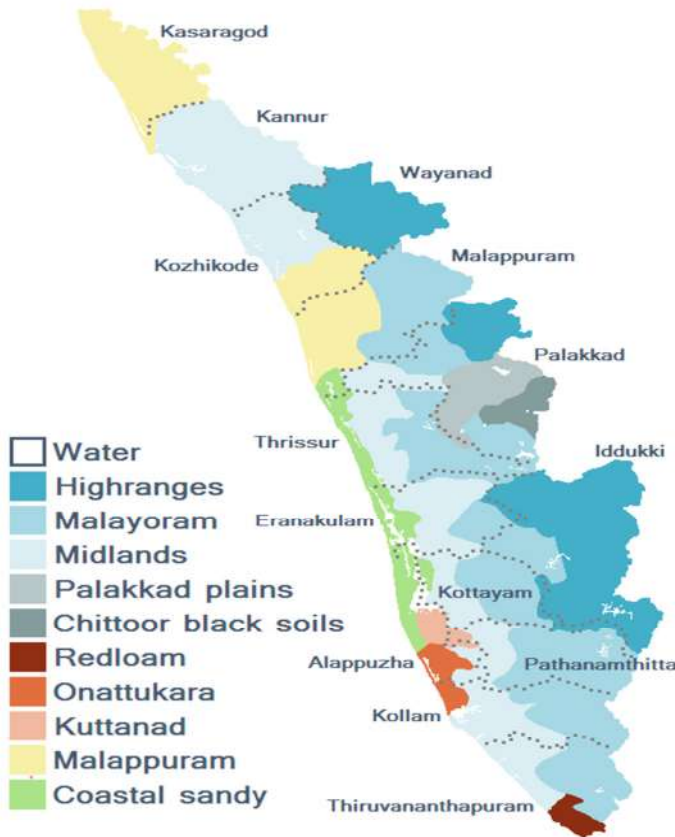 Kasaragod
Kannur
Wayanad
Kozhikode
Malappuram
Palakkad
Thrissur
Iddukki
Eranakulam
Kottayam
Alappuzha
Pathanamthitta
Kollam
Thiruvananthapuram
Water
Highranges
Malayoram
Midlands
Palakkad plains
Chittoor black soils
Redloam
Onattukara
Kuttanad
Malappuram
Coastal sandy